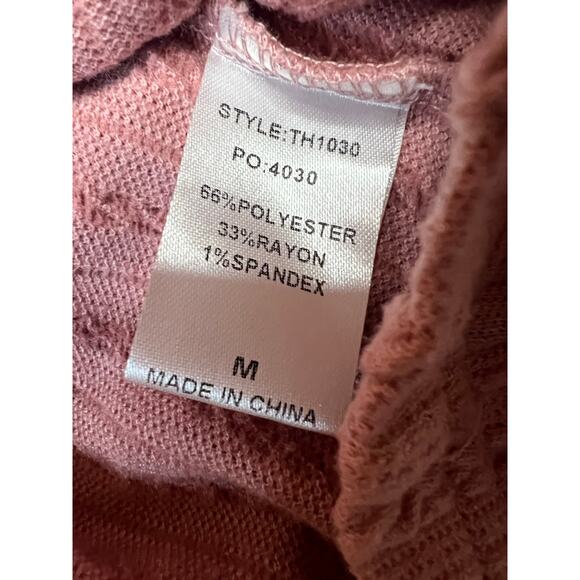 STYLE:TH1030
PO:4030
66%POLYESTER
33%RAYON
1%SPANDEX
M
MADE IN CHINA